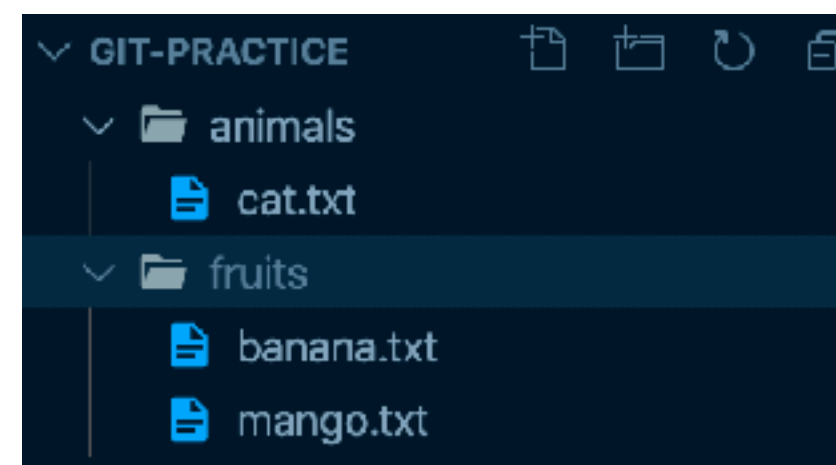 GIT-PRACTICE
animals
cat.txt
fruits
banana.txt
mango.txt